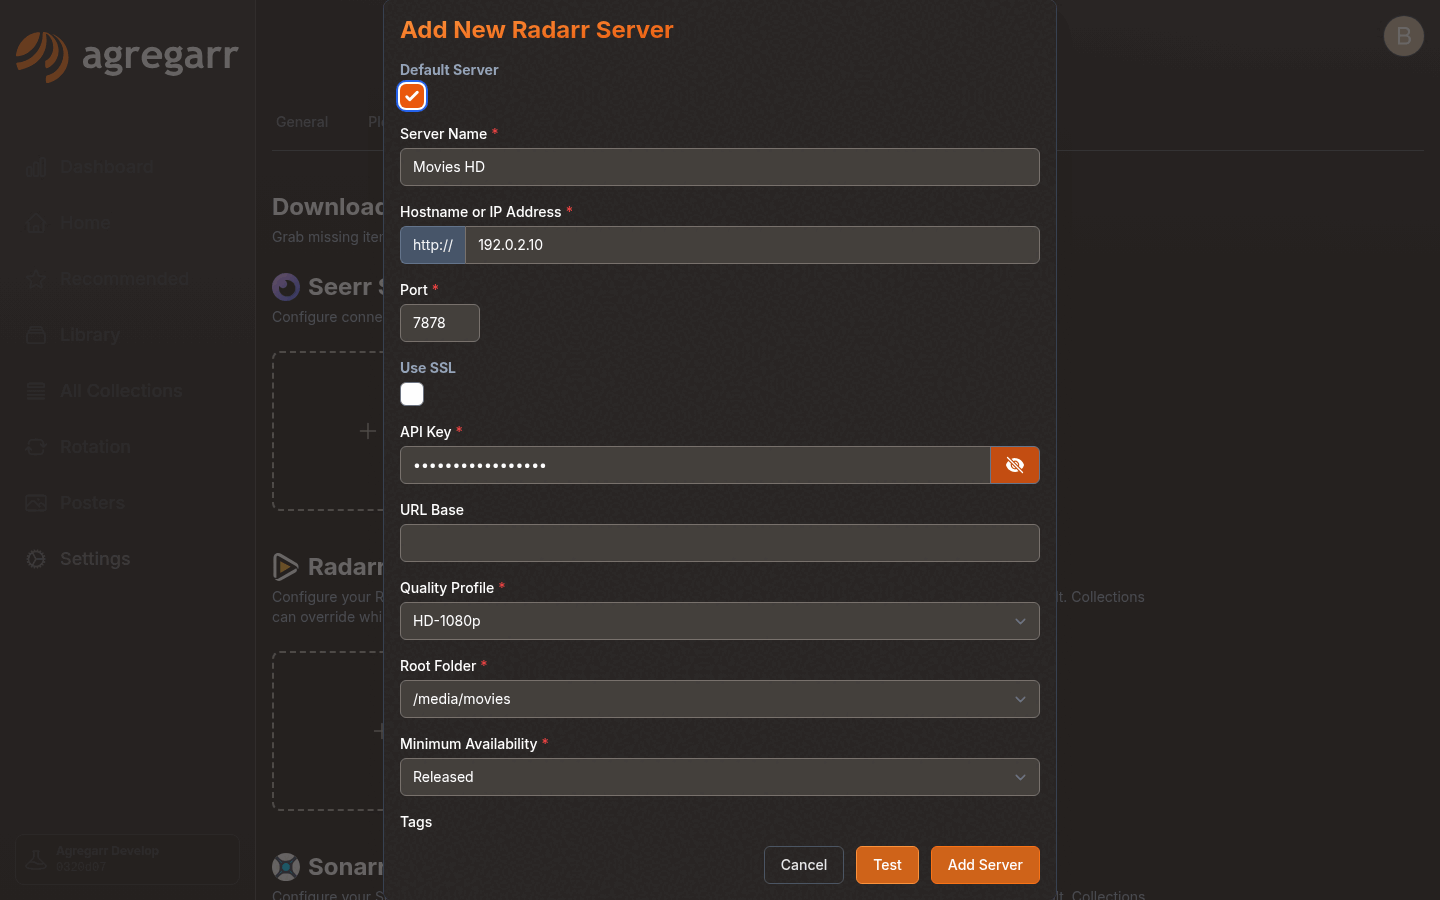 agregarr
B
General
Dashboard
Home
Recommended
Library
All Collections
Rotation
Posters
Settings
Agregarr Develop
Download
Grab missing
Seerr
Configure
Radarr
Configure your
can override
t. Collections
Sonarr
Configure your
lt. Collections
Add New Radarr Server
Default Server
Server Name *
Movies HD
Hostname or IP Address *
http:// 192.0.2.10
Port *
7878
Use SSL
API Key *
•••••••••••••••••
URL Base
Quality Profile *
HD-1080p
Root Folder *
/media/movies
Minimum Availability *
Released
Tags
Cancel Test Add Server